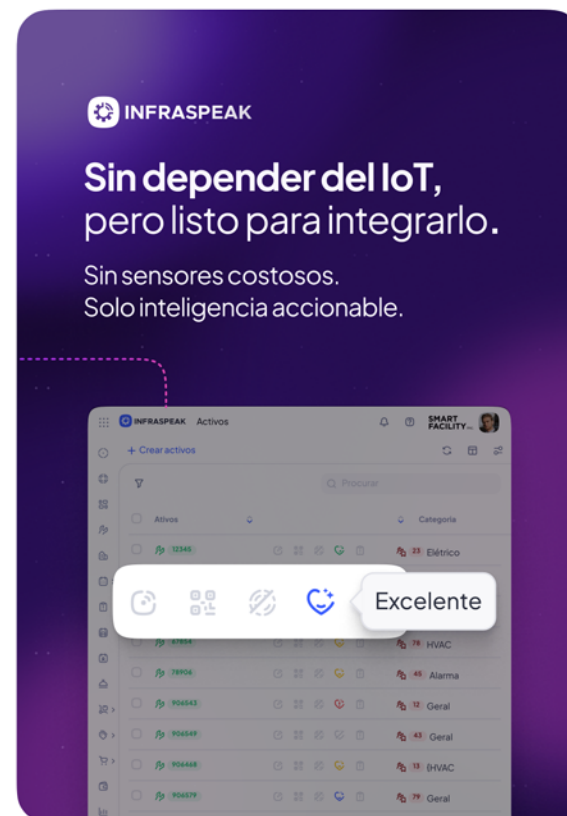 INFRASPEAK
Sin depender del IoT,
pero listo para integrarlo.
Sin sensores costosos.
Solo inteligencia accionable.
INFRASPEAK Activos
SMART
FACILITY
+ Crear activos
Procurar
Ativos Categoria
12345 23 Elétrico
Excelente
67854 78 HVAC
78906 45 Alarma
906543 12 Geral
906549 43 Geral
906468 13 (HVAC
906579 79 Geral